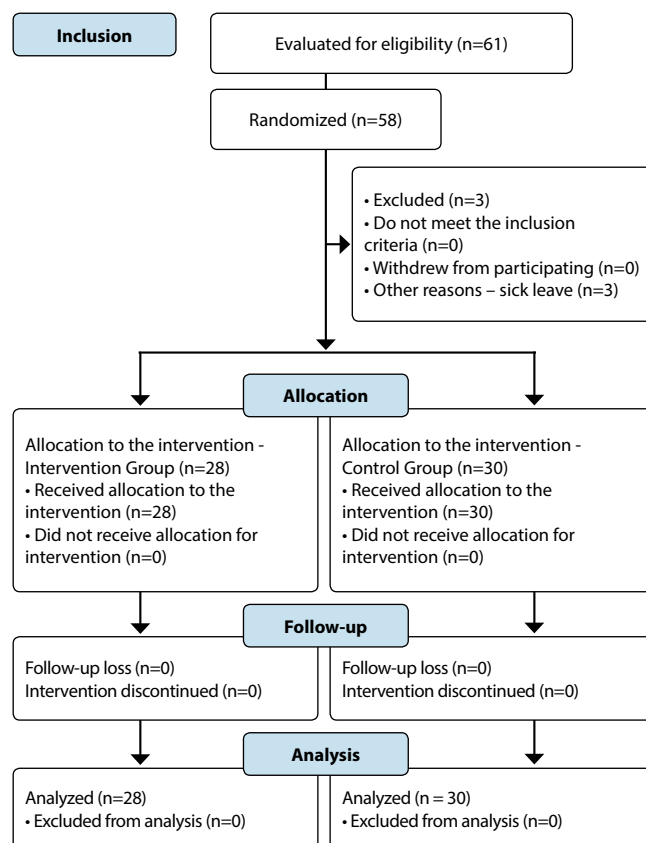 Inclusion
Evaluated for eligibility (n=61)
Randomized (n=58)
• Excluded (n=3)
• Do not meet the inclusion
criteria (n=0)
• Withdrew from participating (n=0)
• Other reasons – sick leave (n=3)
Allocation
Allocation to the intervention -
Intervention Group (n=28)
• Received allocation to the
intervention (n=28)
• Did not receive allocation for
intervention (n=0)
Allocation to the intervention -
Control Group (n=30)
• Received allocation to the
intervention (n=30)
• Did not receive allocation for
intervention (n=0)
Follow-up
Follow-up loss (n=0)
Intervention discontinued (n=0)
Follow-up loss (n=0)
Intervention discontinued (n=0)
Analysis
Analyzed (n=28)
• Excluded from analysis (n=0)
Analyzed (n = 30)
• Excluded from analysis (n=0)